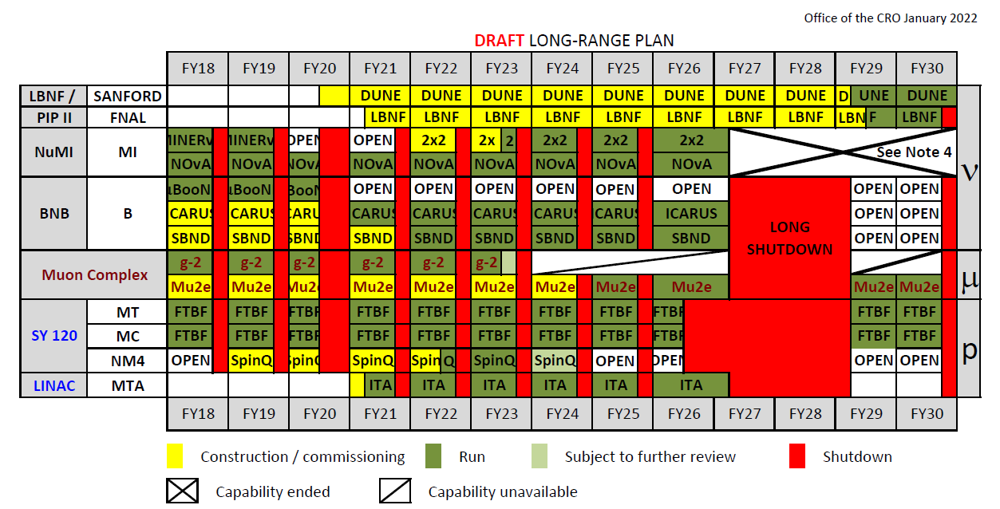 Office of the CRO January 2022
DRAFT LONG-RANGE PLAN
FY18 FY19 FY20 FY21 FY22 FY23 FY24 FY25 FY26 FY27 FY28 FY29 FY30
LBNF / SANFORD DUNE DUNE DUNE DUNE DUNE DUNE DUNE DUNE DUNE DUNE
PIP II FNAL LBNF LBNF LBNF LBNF LBNF LBNF LBNF LBNF LBNF LBNF
NuMI MI MINERv MINERv OPEN OPEN 2x2 2x 2 2x2 2x2 2x2 See Note 4
NOvA NOvA NOvA NOvA NOvA NOvA NOvA NOvA NOvA
ν
BNB B µBooN µBooN BooN OPEN OPEN OPEN OPEN OPEN OPEN OPEN OPEN
CARUS CARUS CARU CARUS CARUS CARUS CARUS CARUS ICARUS OPEN OPEN
SBND SBND SBND SBND SBND SBND SBND SBND SBND OPEN OPEN
LONG
SHUTDOWN
Muon Complex g-2 g-2 g-2 g-2 g-2 g-2
Mu2e Mu2e Mu2e Mu2e Mu2e Mu2e Mu2e Mu2e Mu2e Mu2e Mu2e
μ
SY 120 MT FTBF FTBF FTBF FTBF FTBF FTBF FTBF FTBF FTBF FTBF FTBF
MC FTBF FTBF FTBF FTBF FTBF FTBF FTBF FTBF FTBF FTBF FTBF
NM4 OPEN SpinQ SpinQ SpinQ Spin Q SpinQ SpinQ OPEN OPEN OPEN OPEN
p
LINAC MTA ITA ITA ITA ITA ITA ITA
FY18 FY19 FY20 FY21 FY22 FY23 FY24 FY25 FY26 FY27 FY28 FY29 FY30
Construction / commissioning Run Subject to further review Shutdown
Capability ended Capability unavailable